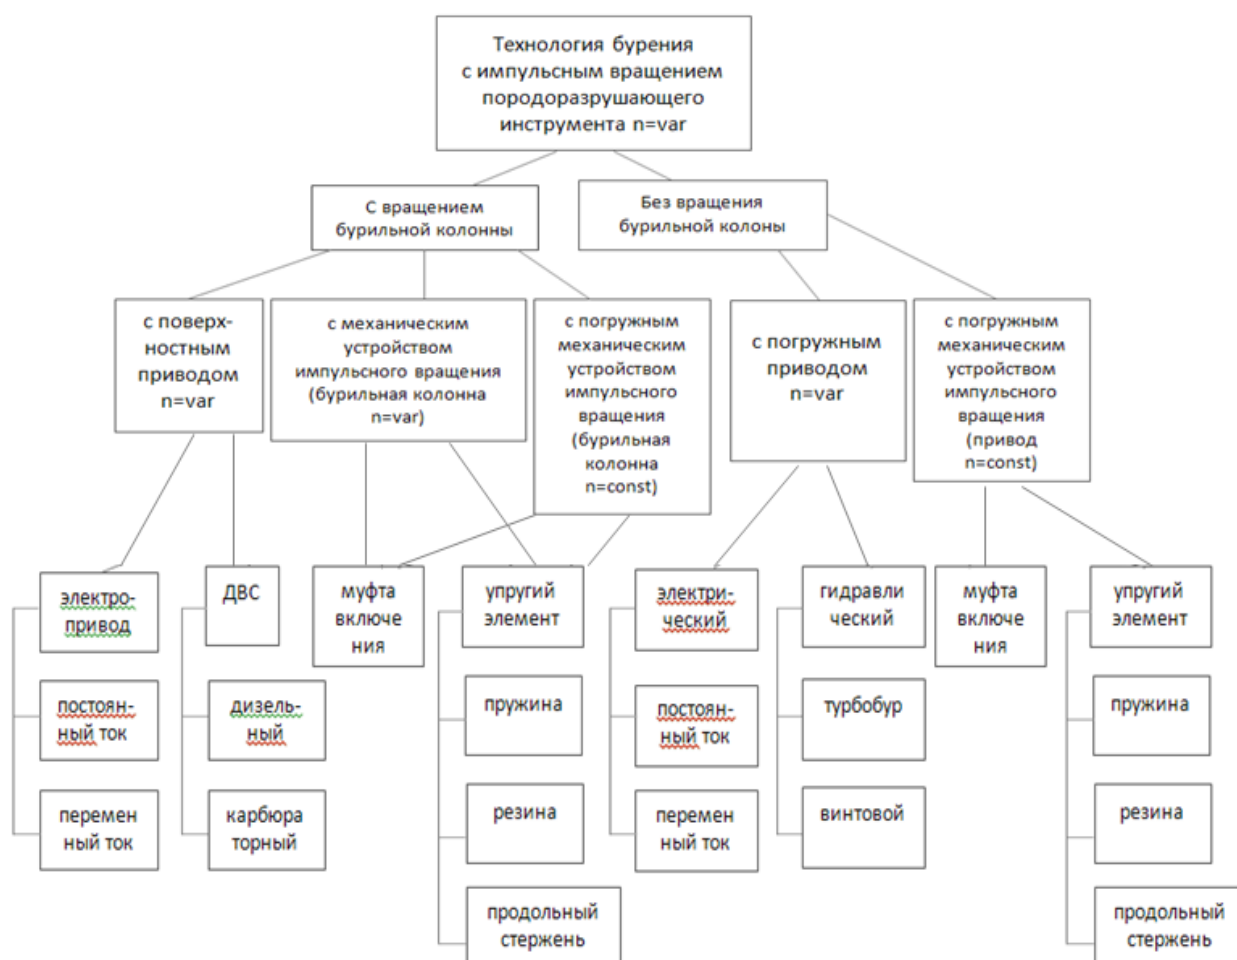 Технология бурения
с импульсным вращением
породоразрушающего
инструмента n=var
С вращением
бурильной колонны
Без вращения
бурильной колоны
с поверх-
ностным
приводом
n=var
с механическим
устройством
импульсного вращения
(бурильная колонна
n=var)
с погружным
механическим
устройством
импульсного
вращения
(бурильная
колонна
n=const)
с погружным
приводом
n=var
с погружным
механическим
устройством
импульсного
вращения
(привод
n=const)
электро-
привод
ДВС
муфта
включе
ния
упругий
элемент
электри-
ческий
гидравли
ческий
муфта
включе
ния
упругий
элемент
постоян-
ный ток
дизель-
ный
пружина
постоян-
ный ток
турбобур
пружина
перемен
ный ток
карбюра
торный
резина
перемен
ный ток
винтовой
резина
продольный
стержень
продольный
стержень